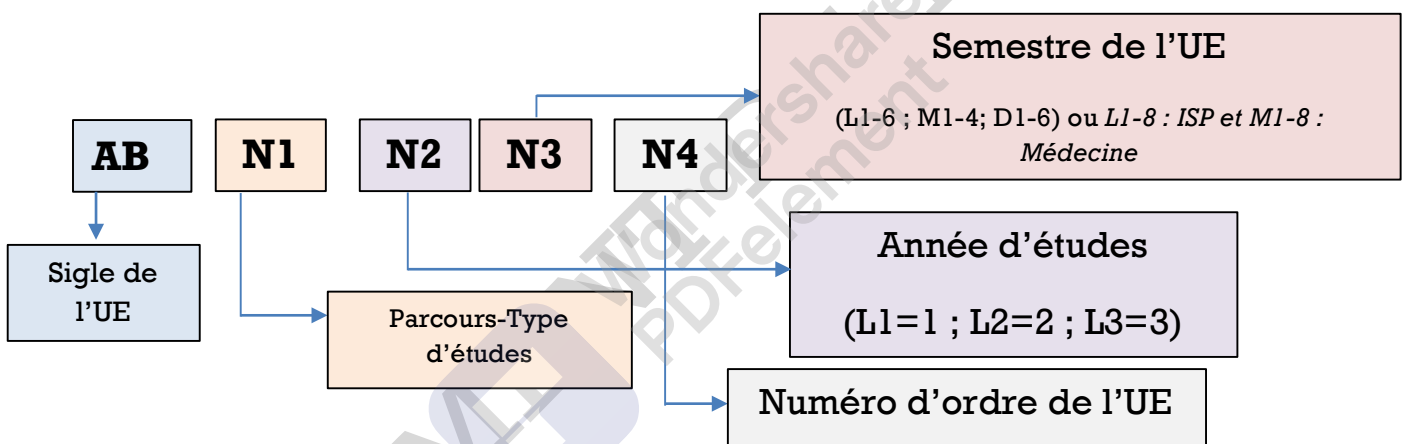 Semestre de l’UE
(L1-6 ; M1-4; D1-6) ou L1-8 : ISP et M1-8 :
Médecine
AB N1 N2 N3 N4
Sigle de
l’UE
Parcours-Type
d’études
Année d’études
(L1=1 ; L2=2 ; L3=3)
Numéro d’ordre de l’UE
Wondershare
PDFelement